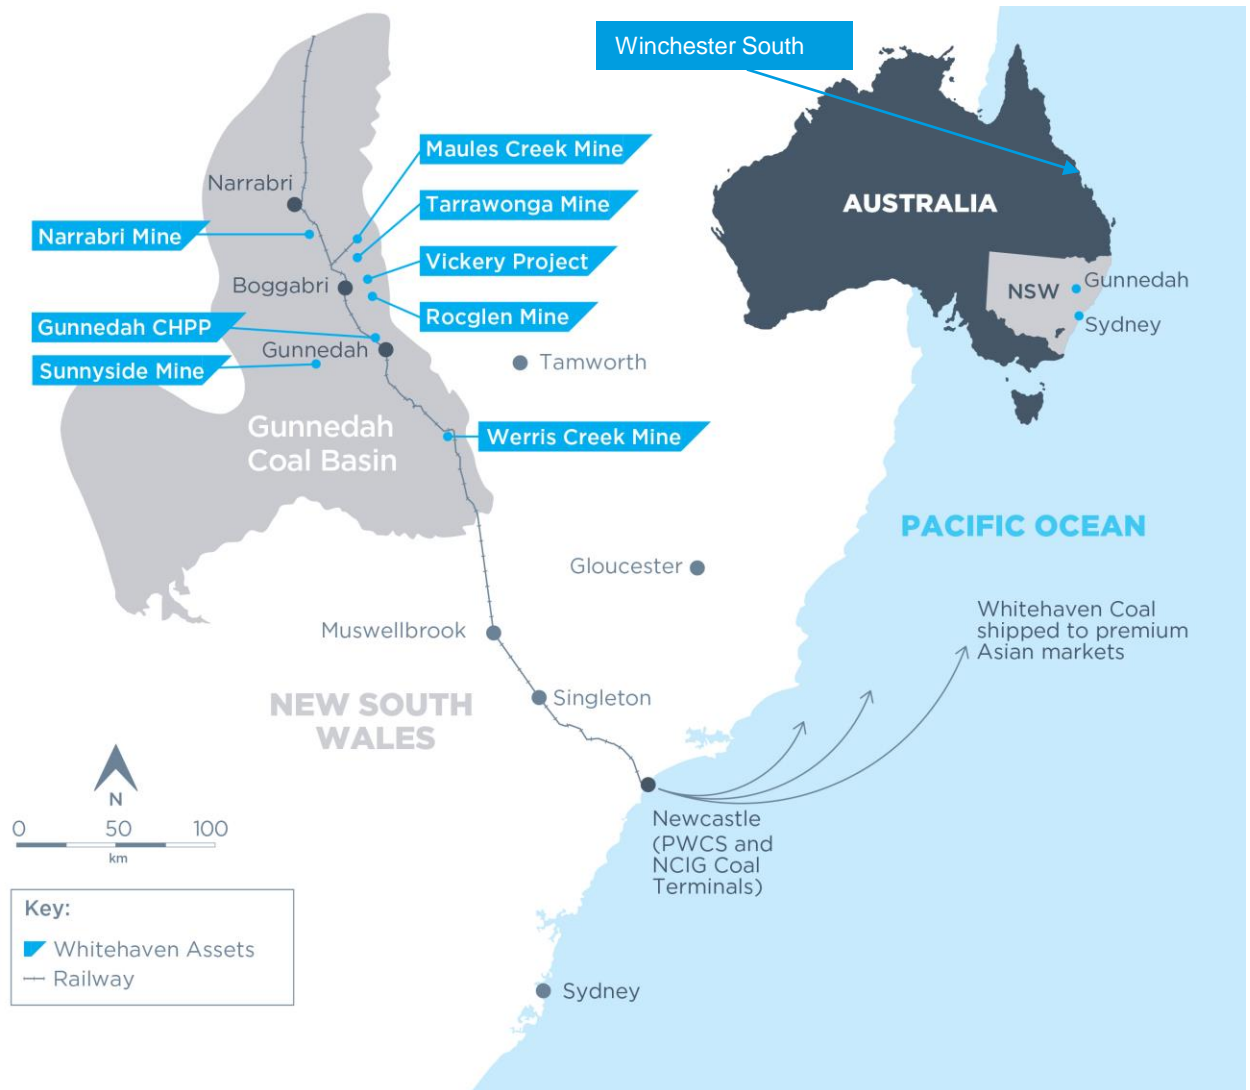 Winchester South
Maules Creek Mine
Narrabri
Tarrawonga Mine
Narrabri Mine
Vickery Project
Boggabri
Rocglen Mine
Gunnedah CHPP
Gunnedah
Sunnyside Mine
Tamworth
Gunnedah
Coal Basin
Werris Creek Mine
AUSTRALIA
NSW
Gunnedah
Sydney
PACIFIC OCEAN
Gloucester
Whitehaven Coal
shipped to premium
Asian markets
Muswellbrook
Singleton
NEW SOUTH
WALES
N
0 50 100
km
Newcastle
(PWCS and
NCIG Coal
Terminals)
Key:
Whitehaven Assets
Railway
Sydney